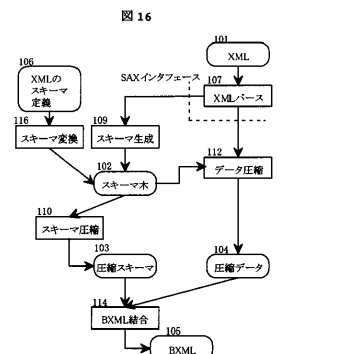 図 16
101
XML
106
XMLの
スキーマ
定義
SAXインタフェース
107
XMLパース
116
スキーマ変換
109
スキーマ生成
102
スキーマ木
112
データ圧縮
110
スキーマ圧縮
103
圧縮スキーマ
104
圧縮データ
114
BXML結合
105
BXML